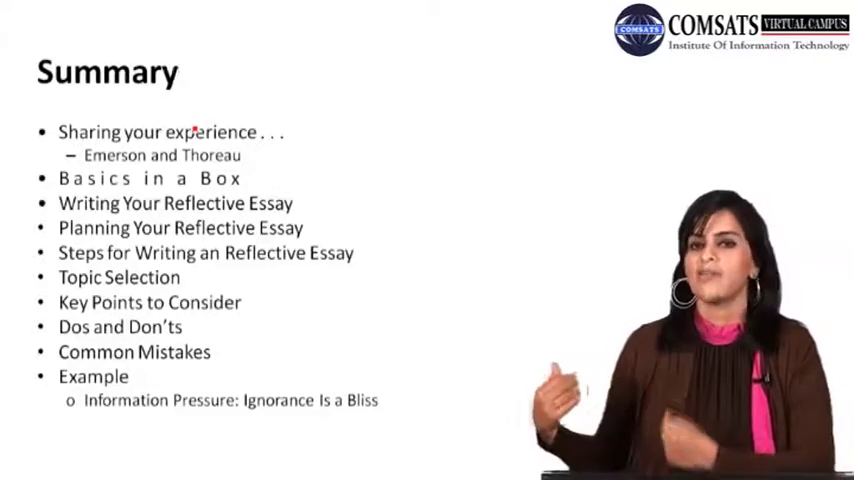 COMSATS VIRTUAL CAMPUS
Institute Of Information Technology
COMSATS
Summary
• Sharing your experience . . .
– Emerson and Thoreau
• Basics in a Box
• Writing Your Reflective Essay
• Planning Your Reflective Essay
• Steps for Writing an Reflective Essay
• Topic Selection
• Key Points to Consider
• Dos and Don'ts
• Common Mistakes
• Example
o Information Pressure: Ignorance Is a Bliss